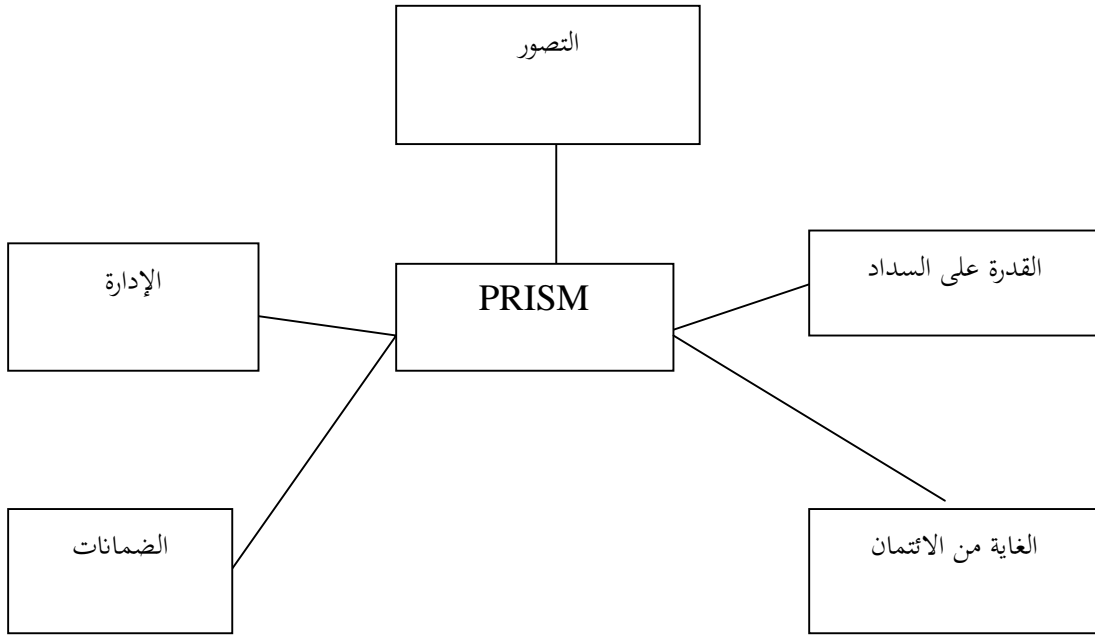 التصور
القدرة على السداد
PRISM
الإدارة
الغاية من الائتمان
الضمانات